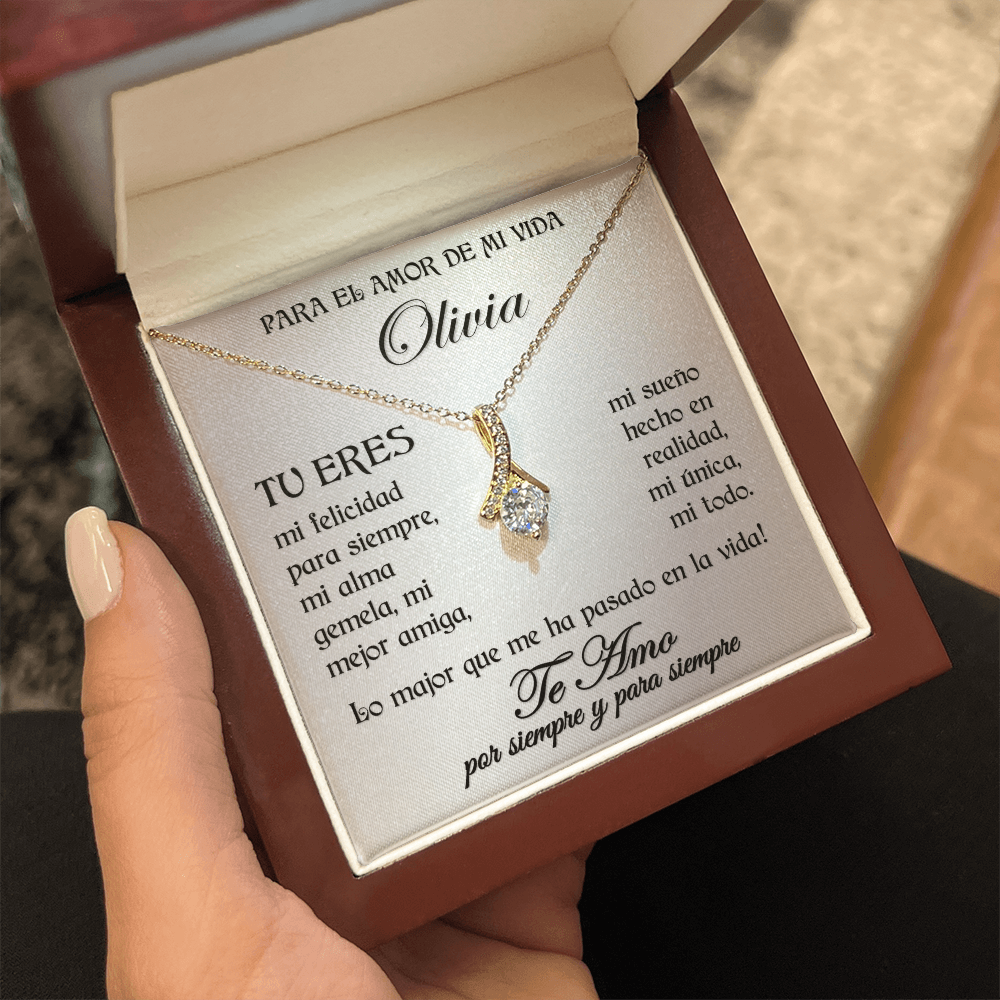 PARA EL AMOR DE MI VIDA
Olivia
TU ERES
mi felicidad
para siempre,
mi alma
gemela, mi
mejor amiga,
mi sueño
hecho en
realidad,
mi única,
mi todo.
Lo major que me ha pasado en la vida!
Te Amo
por siempre y para siempre